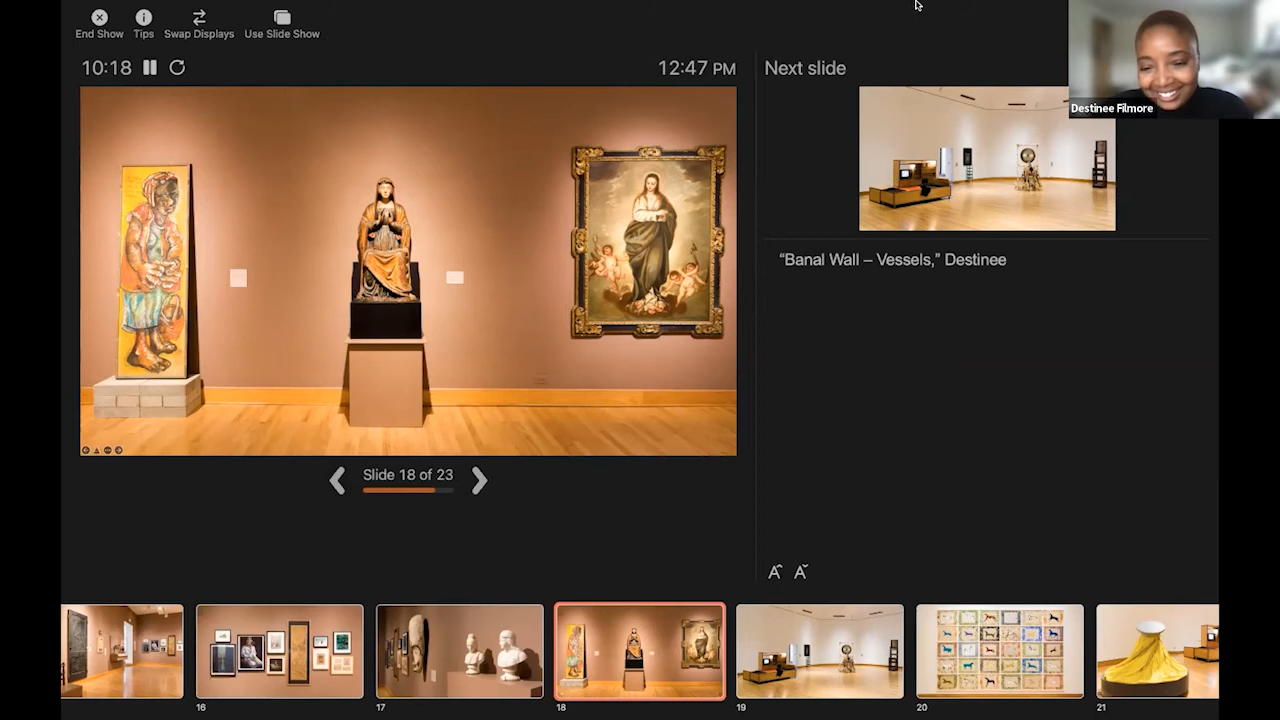 End Show
Tips
Swap Displays
Use Slide Show
10:18
12:47 PM
Next slide
Destinee Filmore
“Banal Wall – Vessels,” Destinee
Slide 18 of 23
A A
16
17
18
19
20
21